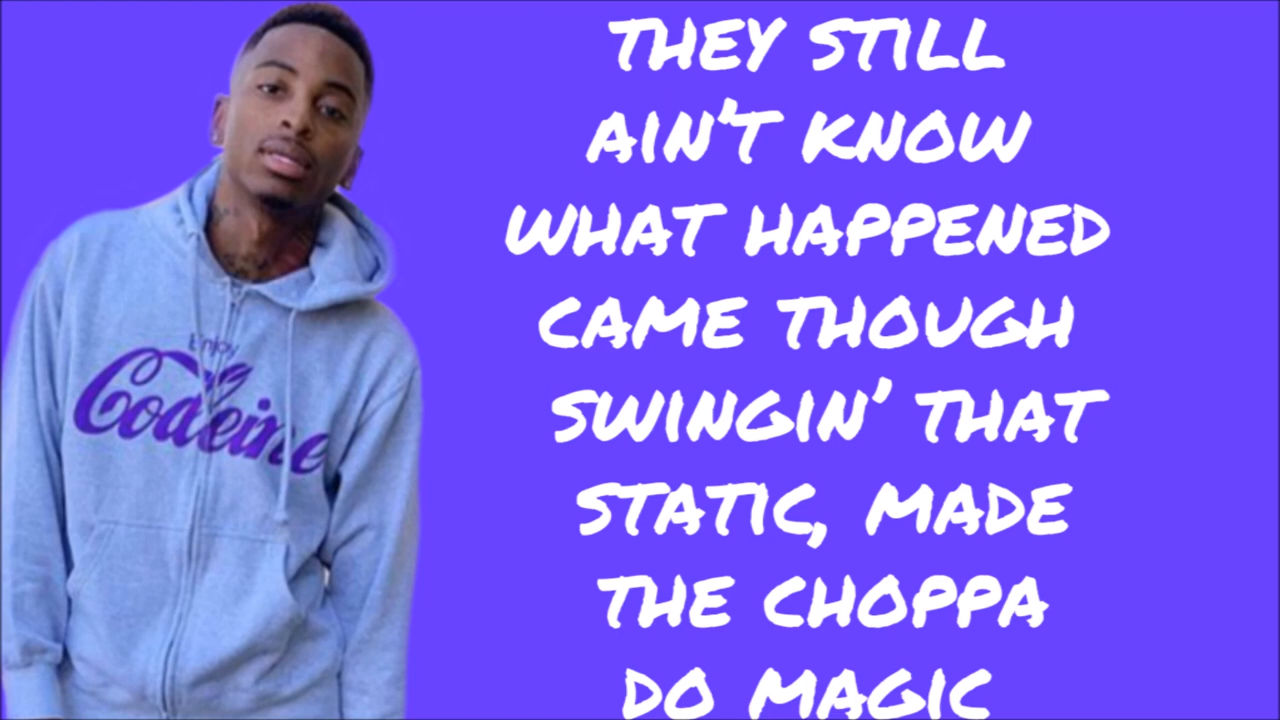 THEY STILL
AIN'T KNOW
WHAT HAPPENED
CAME THOUGH
SWINGIN' THAT
STATIC, MADE
THE CHOPPA
DO MAGIC
Enjoy
Codeine